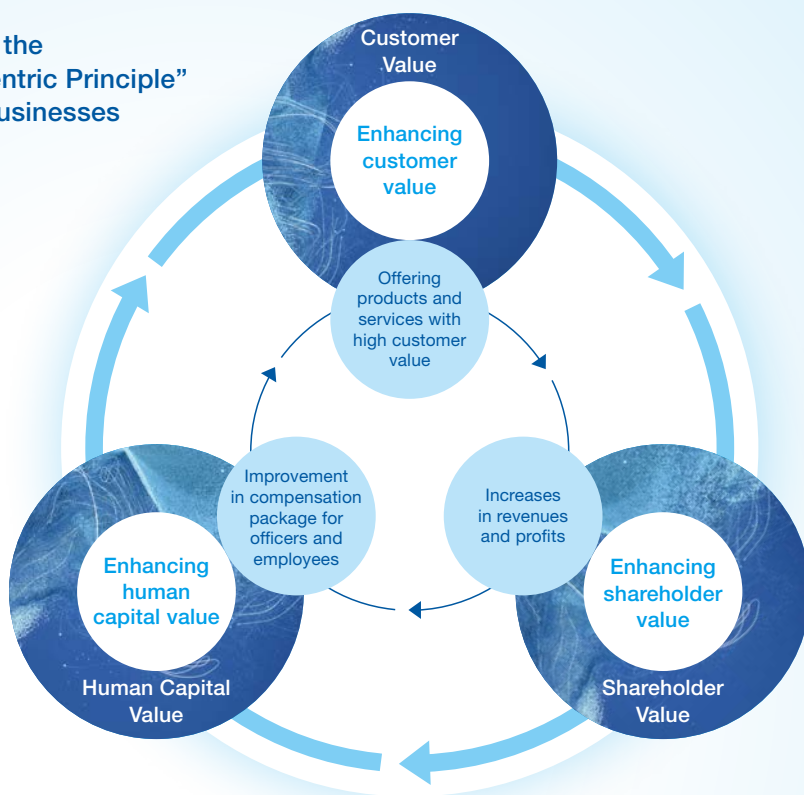 the
entric Principle”
usinesses
Customer
Value
Enhancing
customer
value
Offering
products and
services with
high customer
value
Improvement
in compensation
package for
officers and
employees
Increases
in revenues
and profits
Enhancing
human
capital value
Enhancing
shareholder
value
Human Capital
Value
Shareholder
Value